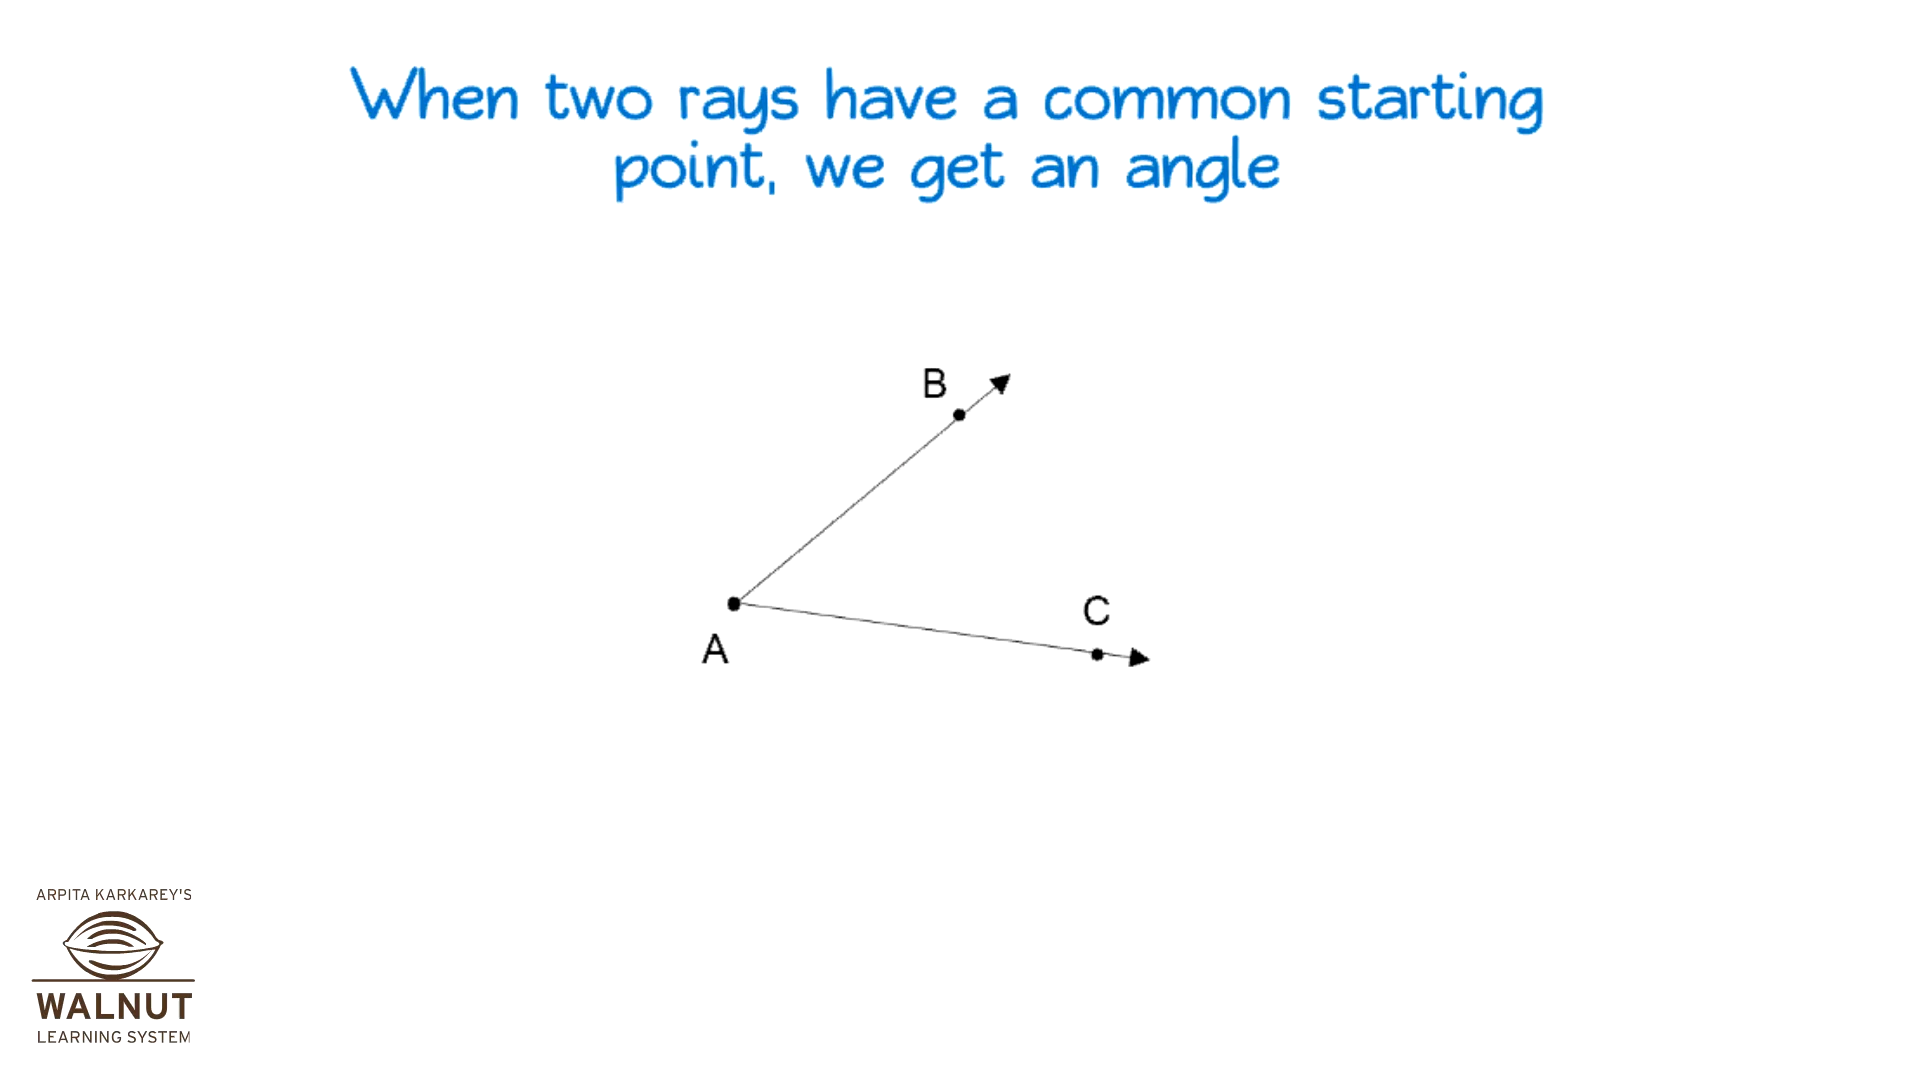 When two rays have a common starting
point, we get an angle
B
C
A
ARPITA KARKAREY'S
WALNUT
LEARNING SYSTEM